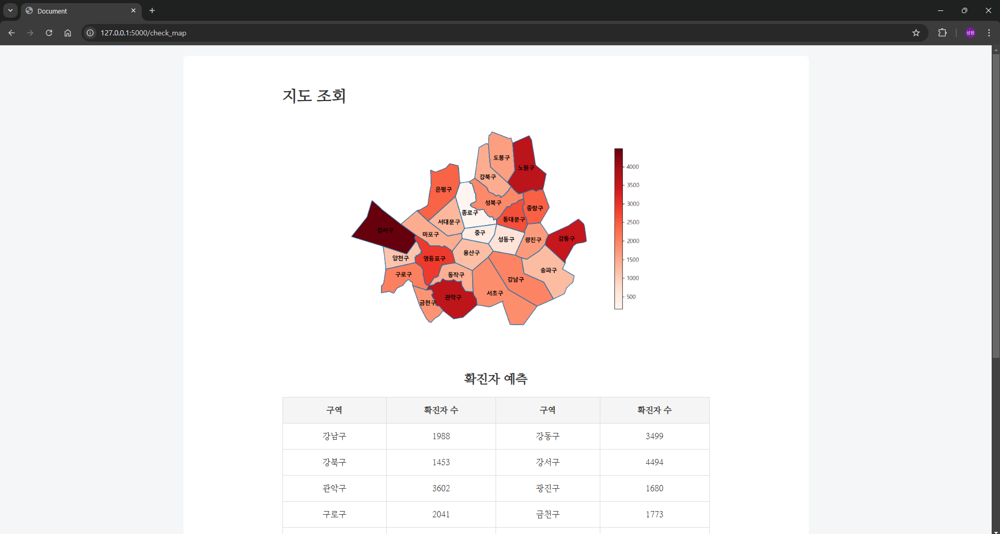 Document
127.0.0.1:5000/check_map
성원
지도 조회
도봉구
노원구
강북구
은평구
성북구
중랑구
종로구
동대문구
서대문구
강서구
중구
마포구
성동구
광진구
강동구
용산구
양천구
영등포구
송파구
구로구
동작구
강남구
서초구
관악구
금천구
4000
3500
3000
2500
2000
1500
1000
500
확진자 예측
구역 확진자 수 구역 확진자 수
강남구 1988 강동구 3499
강북구 1453 강서구 4494
관악구 3602 광진구 1680
구로구 2041 금천구 1773